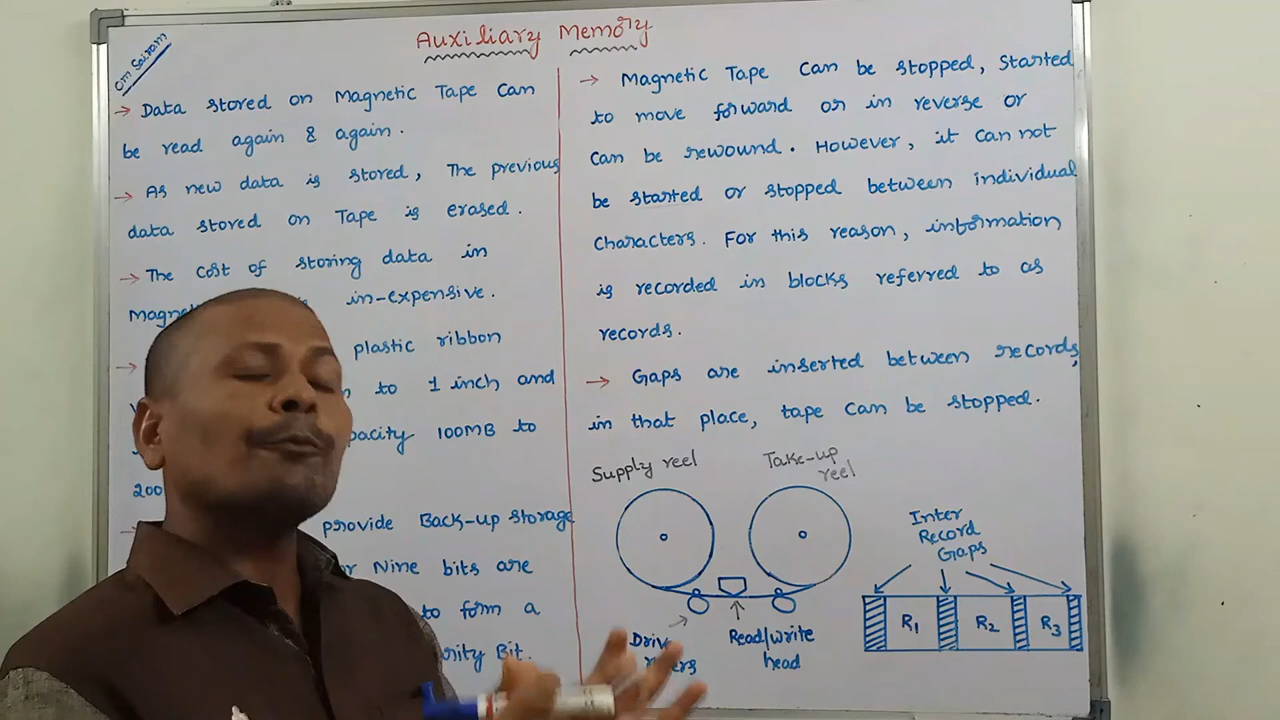 Om Sairam
Auxiliary Memory
→ Data stored on Magnetic Tape Can
be read again & again.
→ As new data is stored, The previous
data stored on Tape is erased.
→ The cost of storing data in
in-expensive.
→ plastic ribbon
to 1 inch and
100MB to
200
→ provide Back-up storage
Nine bits are
to form a
Bit.
→ Magnetic Tape Can be stopped, Started
to move forward or in reverse or
can be rewound. However, it can not
be started or stopped between individual
characters. For this reason, information
is recorded in blocks referred to as
records.
→ Gaps are inserted between records,
in that place, tape can be stopped.
Supply reel
Take-up
reel
Read/write
head
Inter
Record
Gaps
R1 R2 R3